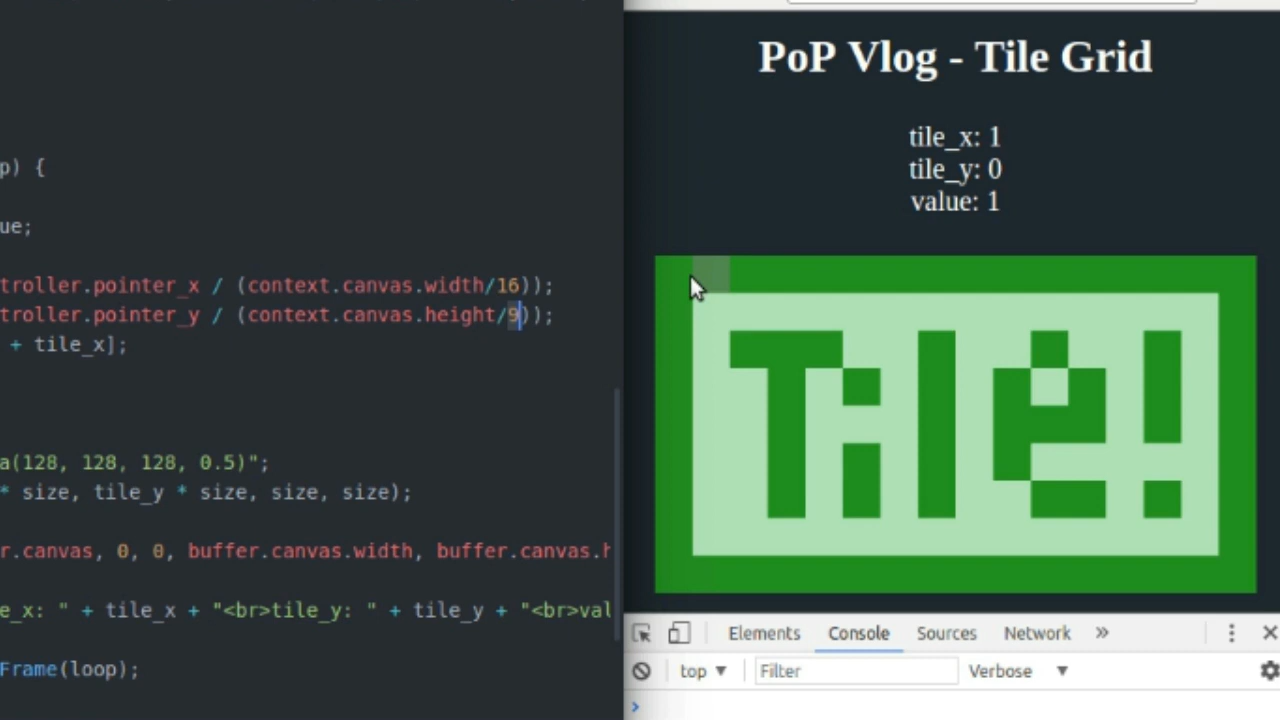 p) {
ue;
troller.pointer_x / (context.canvas.width/16));
troller.pointer_y / (context.canvas.height/9));
+ tile_x];
a(128, 128, 128, 0.5)";
* size, tile_y * size, size, size);
r.canvas, 0, 0, buffer.canvas.width, buffer.canvas.h
e_x: " + tile_x + "<br>tile_y: " + tile_y + "<br>val
Frame(loop);
PoP Vlog - Tile Grid
tile_x: 1
tile_y: 0
value: 1
Tile!
Elements Console Sources Network »
top ▼ Filter Verbose ▼
›